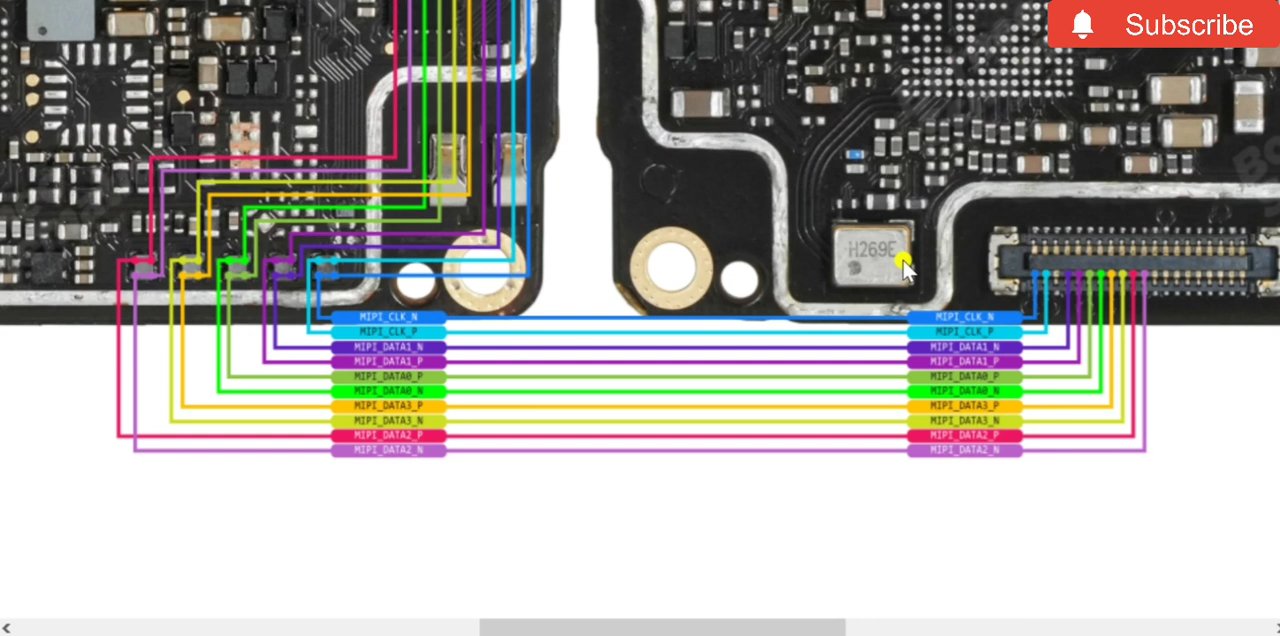 Subscribe
H269E
MIPI_CLK_N MIPI_CLK_N
MIPI_CLK_P MIPI_CLK_P
MIPI_DATA1_N MIPI_DATA1_N
MIPI_DATA1_P MIPI_DATA1_P
MIPI_DATA0_P MIPI_DATA0_P
MIPI_DATA0_N MIPI_DATA0_N
MIPI_DATA3_P MIPI_DATA3_P
MIPI_DATA3_N MIPI_DATA3_N
MIPI_DATA2_P MIPI_DATA2_P
MIPI_DATA2_N MIPI_DATA2_N